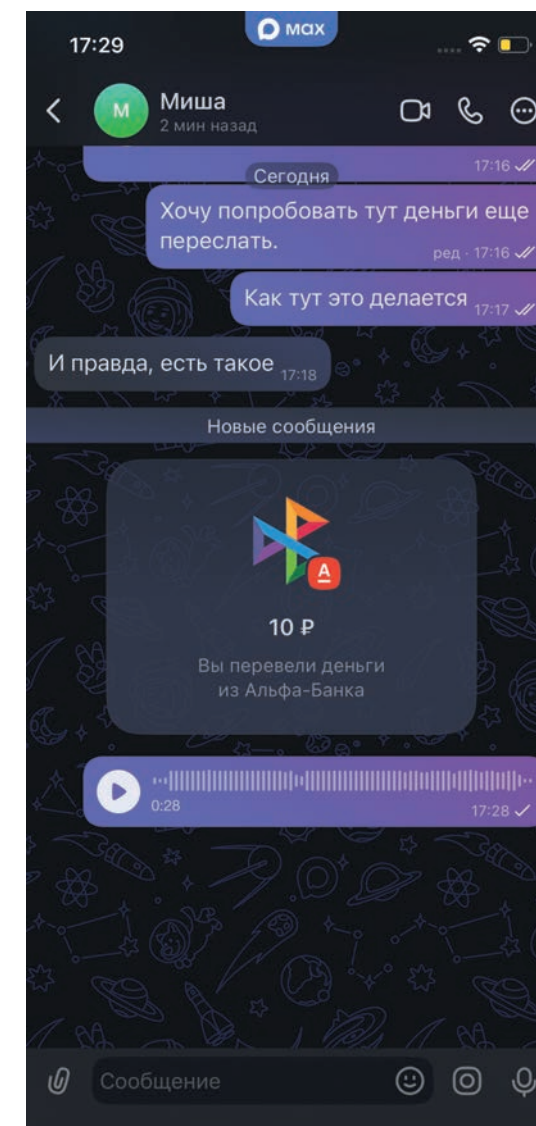 17:29
max
М
Миша
2 мин назад
17:16
Сегодня
Хочу попробовать тут деньги еще
переслать.
ред · 17:16
Как тут это делается
17:17
И правда, есть такое
17:18
Новые сообщения
А
10 ₽
Вы перевели деньги
из Альфа-Банка
0:28
17:28
Сообщение